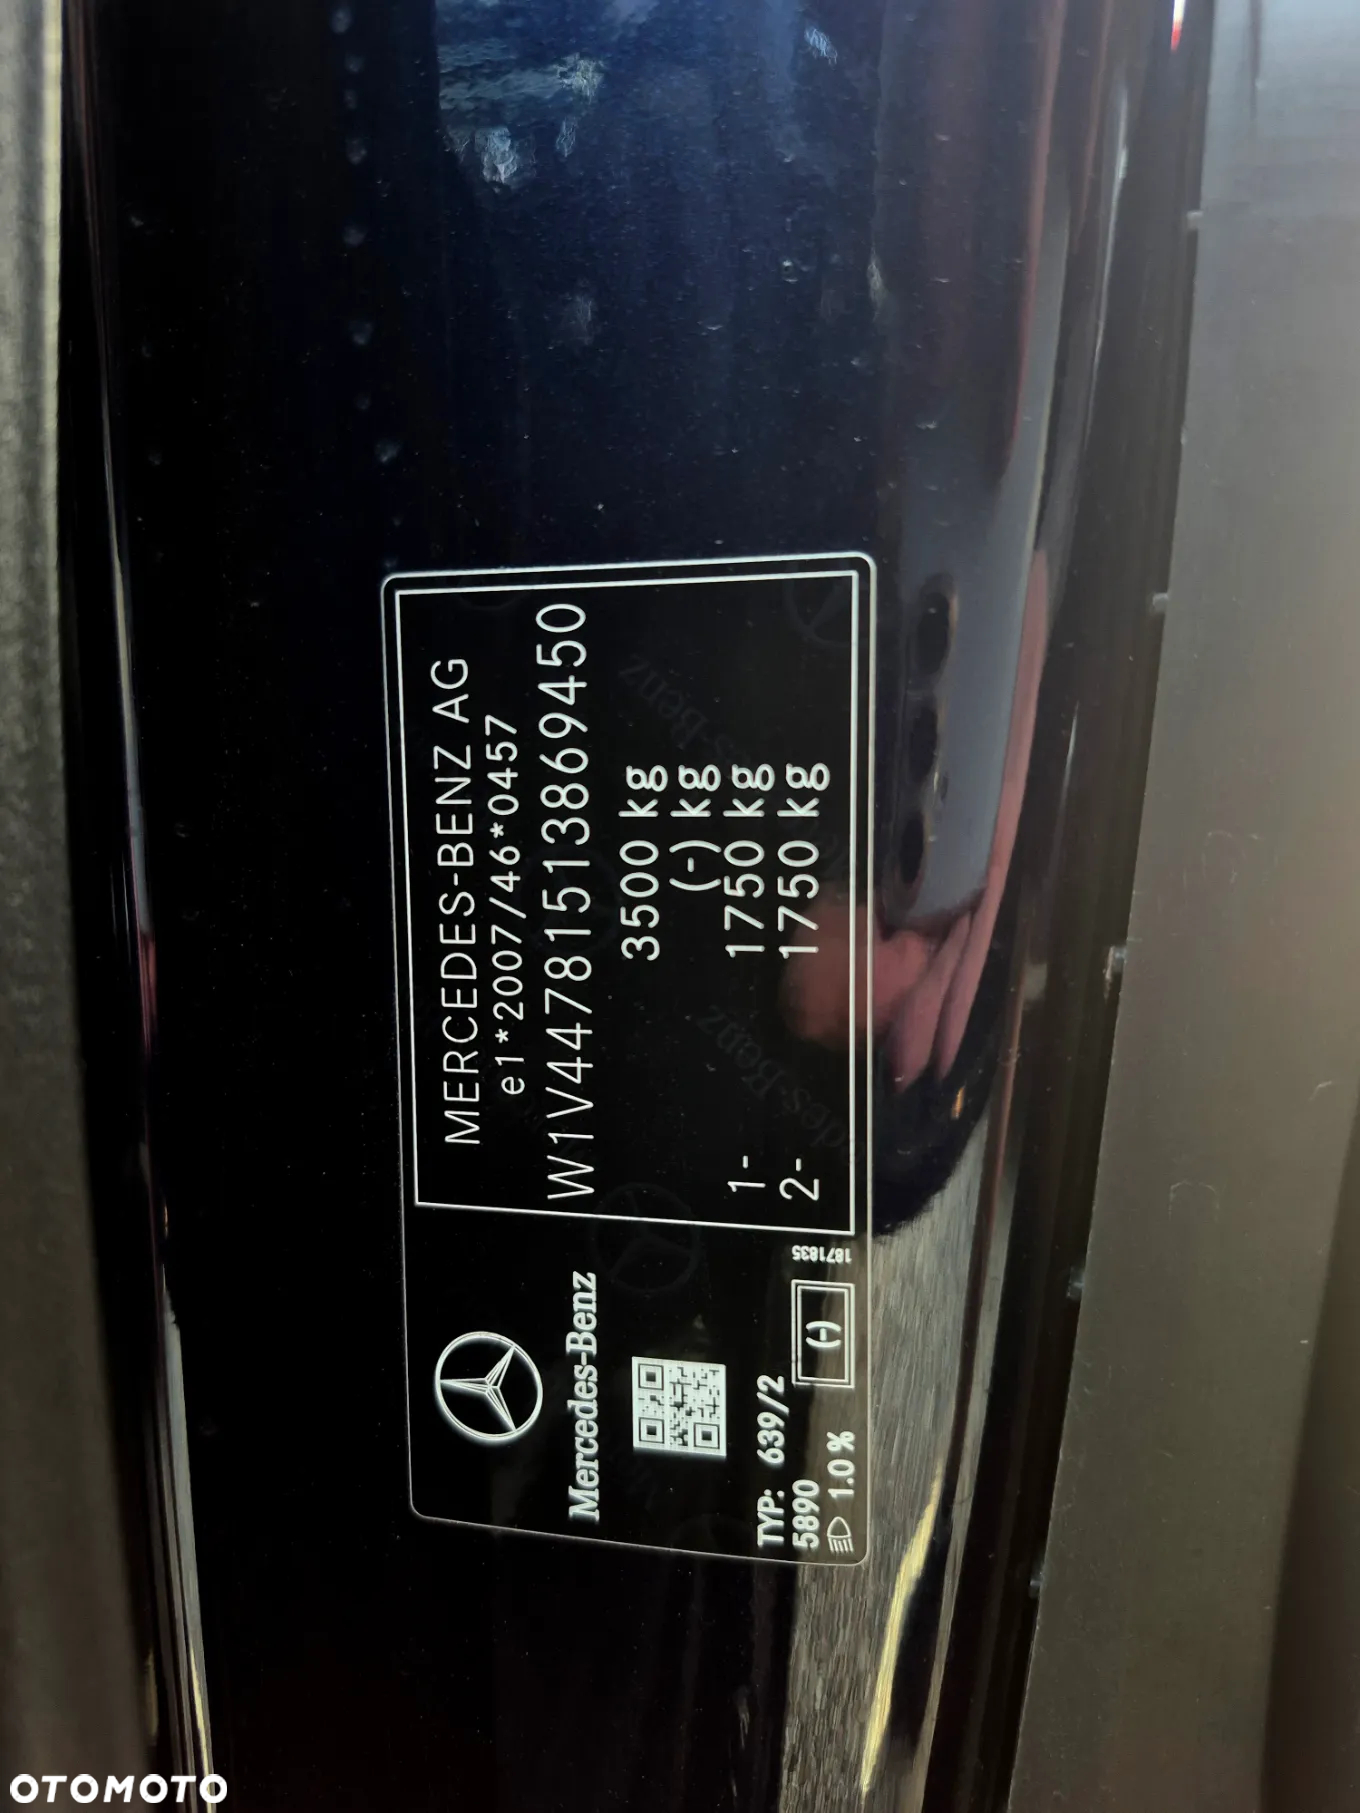 MERCEDES-BENZ AG
e1*2007/46*0457
W1V44781513869450
3500 kg
(-) kg
1- 1750 kg
2- 1750 kg
Mercedes-Benz
TYP: 639/2
5890
1.0 %
(-)
1871835
OTOMOTO